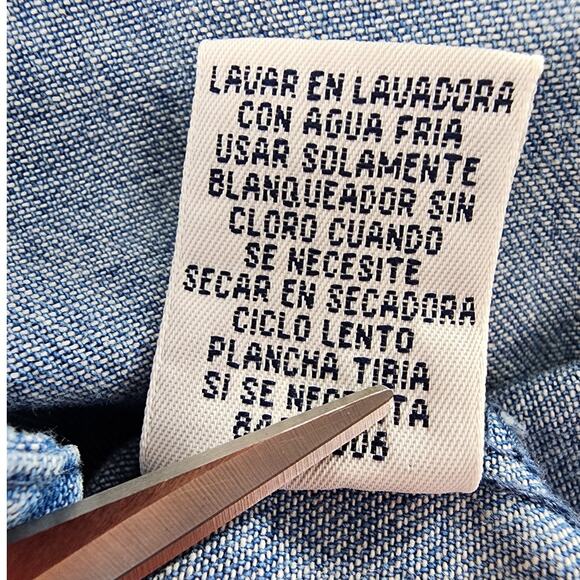 LAVAR EN LAVADORA
CON AGUA FRIA
USAR SOLAMENTE
BLANQUEADOR SIN
CLORO CUANDO
SE NECESITE
SECAR EN SECADORA
CICLO LENTO
PLANCHA TIBIA
SI SE